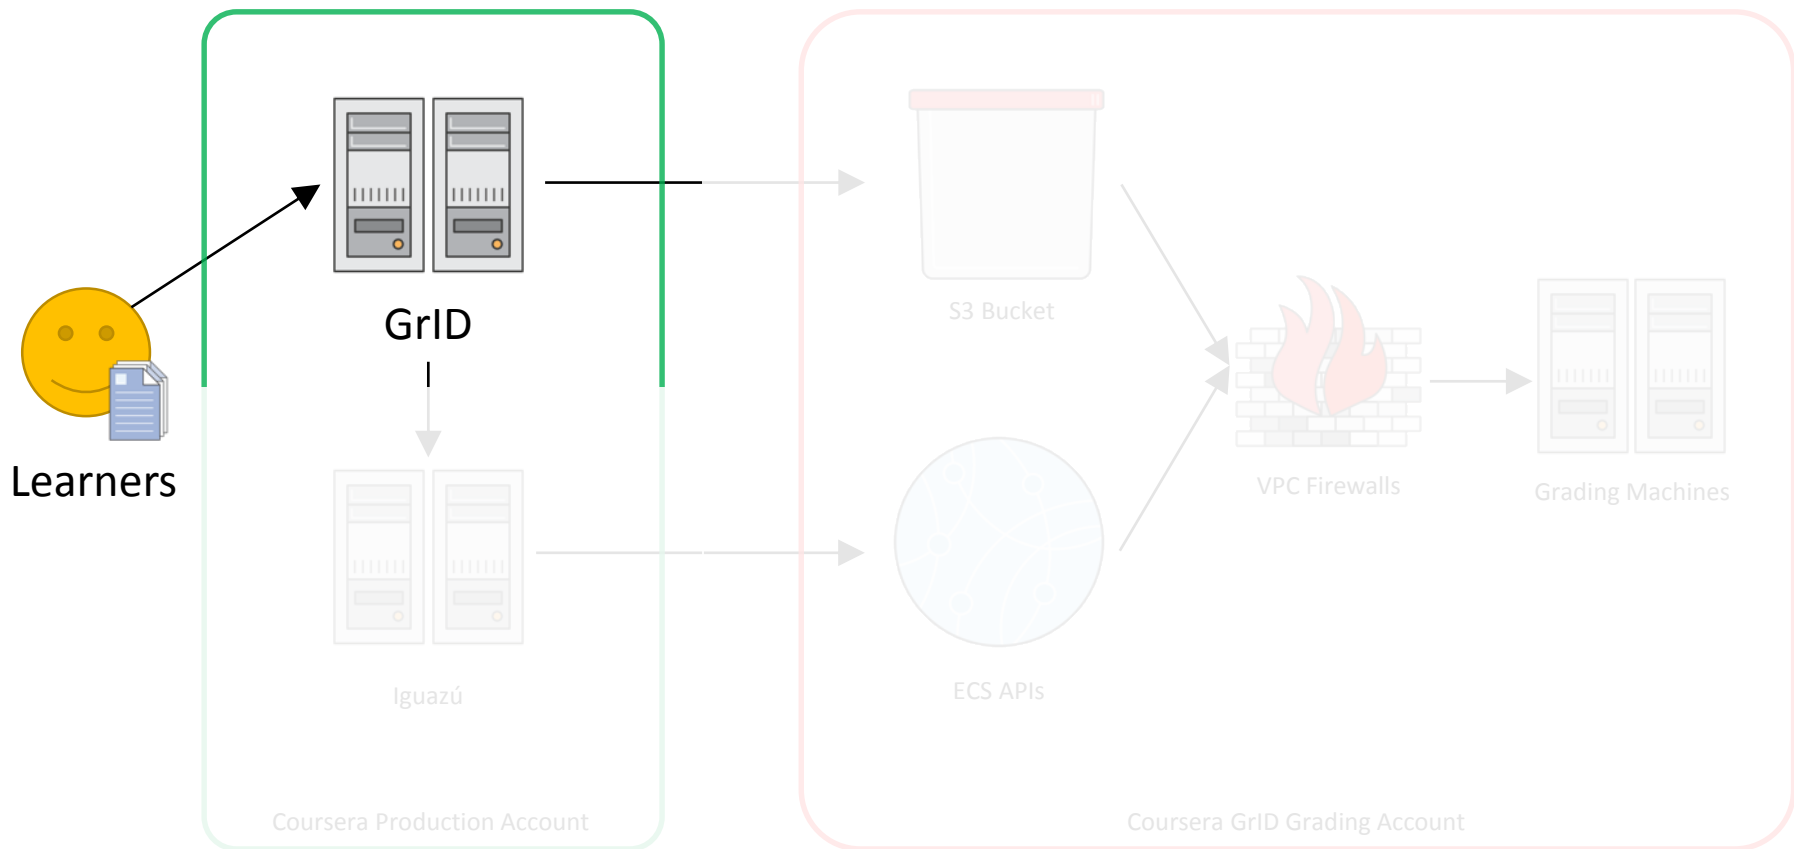 GrID
S3 Bucket
Learners
VPC Firewalls
Grading Machines
Iguazú
ECS APIs
Coursera Production Account
Coursera GrID Grading Account